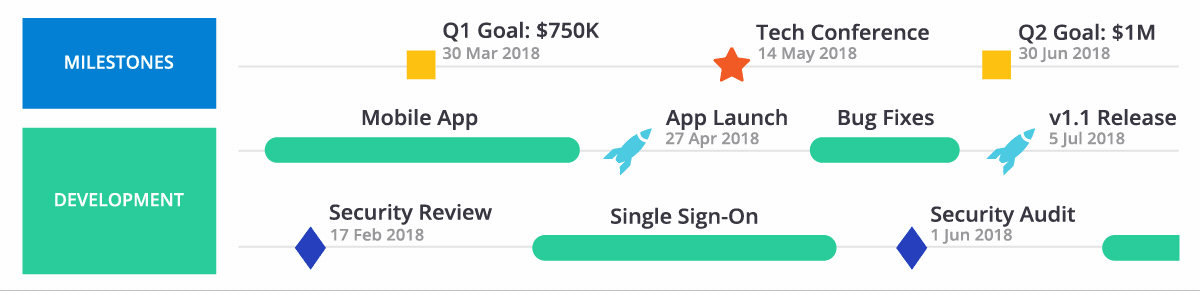 MILESTONES
Q1 Goal: $750K
30 Mar 2018
Tech Conference
14 May 2018
Q2 Goal: $1M
30 Jun 2018
DEVELOPMENT
Mobile App
App Launch
27 Apr 2018
Bug Fixes
v1.1 Release
5 Jul 2018
Security Review
17 Feb 2018
Single Sign-On
Security Audit
1 Jun 2018